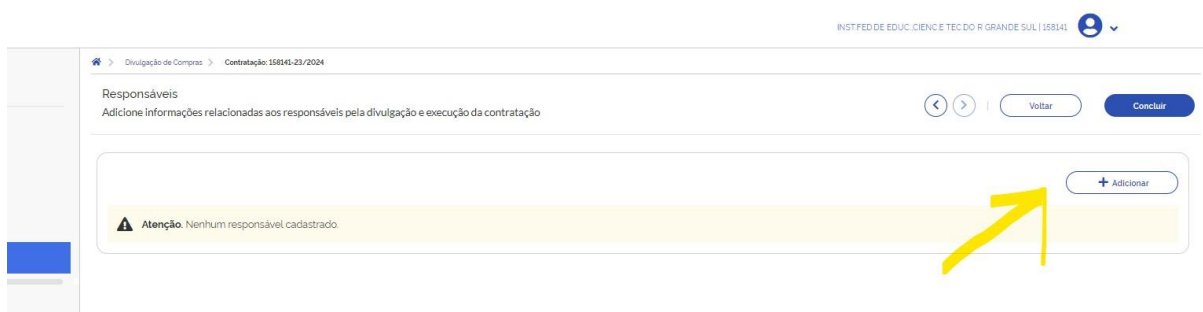 INST.FED.DE EDUC.,CIENC.E TEC.DO R.GRANDE SUL | 158141
Divulgação de Compras > Contratação: 158141-23/2024
Responsáveis
Adicione informações relacionadas aos responsáveis pela divulgação e execução da contratação
Voltar
Concluir
+ Adicionar
Atenção. Nenhum responsável cadastrado.